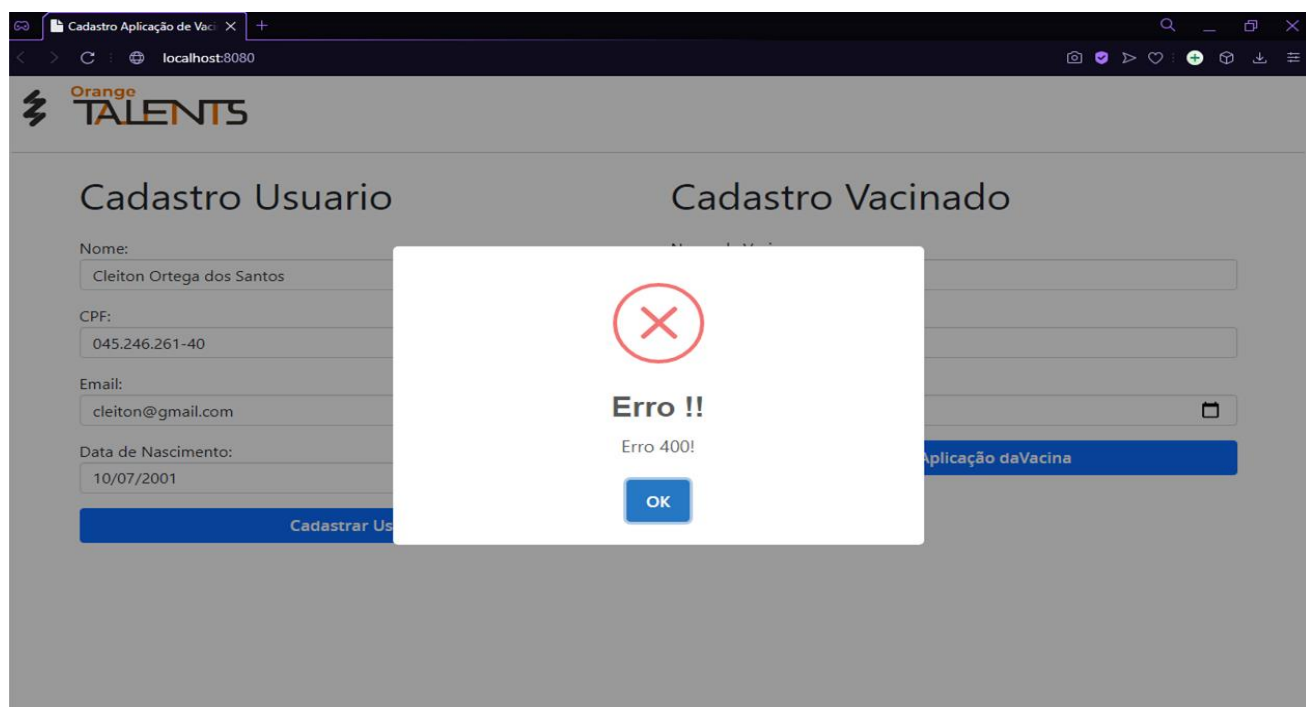 Cadastro Aplicação de Vaci
localhost:8080
Orange
TALENTS
Cadastro Usuario
Nome:
Cleiton Ortega dos Santos
CPF:
045.246.261-40
Email:
cleiton@gmail.com
Data de Nascimento:
10/07/2001
Cadastrar Us
Cadastro Vacinado
Aplicação daVacina
Erro !!
Erro 400!
OK